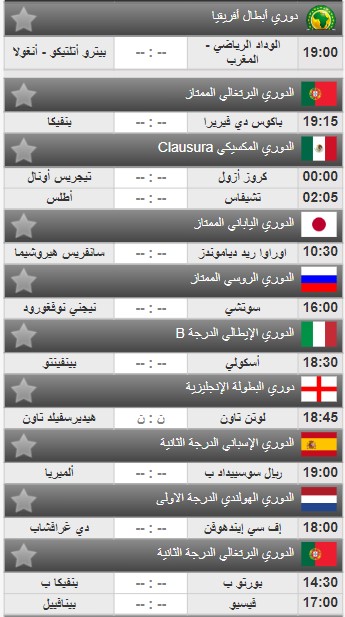 دوري أبطال أفريقيا
19:00 الوداد الرياضي - المغرب -- : -- بيترو أتلتيكو - أنغولا
الدوري البرتغالي الممتاز
19:15 باكوس دي فيريرا -- : -- بنفيكا
الدوري المكسيكي Clausura
00:00 كروز أزول -- : -- تيجريس أونال
02:05 تشيفاس -- : -- أطلس
الدوري الياباني الممتاز
10:30 اوراوا ريد دياموندز -- : -- سانفريس هيروشيما
الدوري الروسي الممتاز
16:00 سوتشي -- : -- نيجني نوفغورود
الدوري الإيطالي الدرجة B
18:30 أسكولي -- : -- بينفينتو
دوري البطولة الإنجليزية
18:45 لوتن تاون ن : ن هيديرسفيلد تاون
الدوري الإسباني الدرجة الثانية
19:00 ريال سوسييداد ب -- : -- ألميريا
الدوري الهولندي الدرجة الاولى
18:00 إف سي إيندهوفن -- : -- دي غرافشاب
الدوري البرتغالي الدرجة الثانية
14:30 بورتو ب -- : -- بنفيكا ب
17:00 فيسيو -- : -- بينافييل